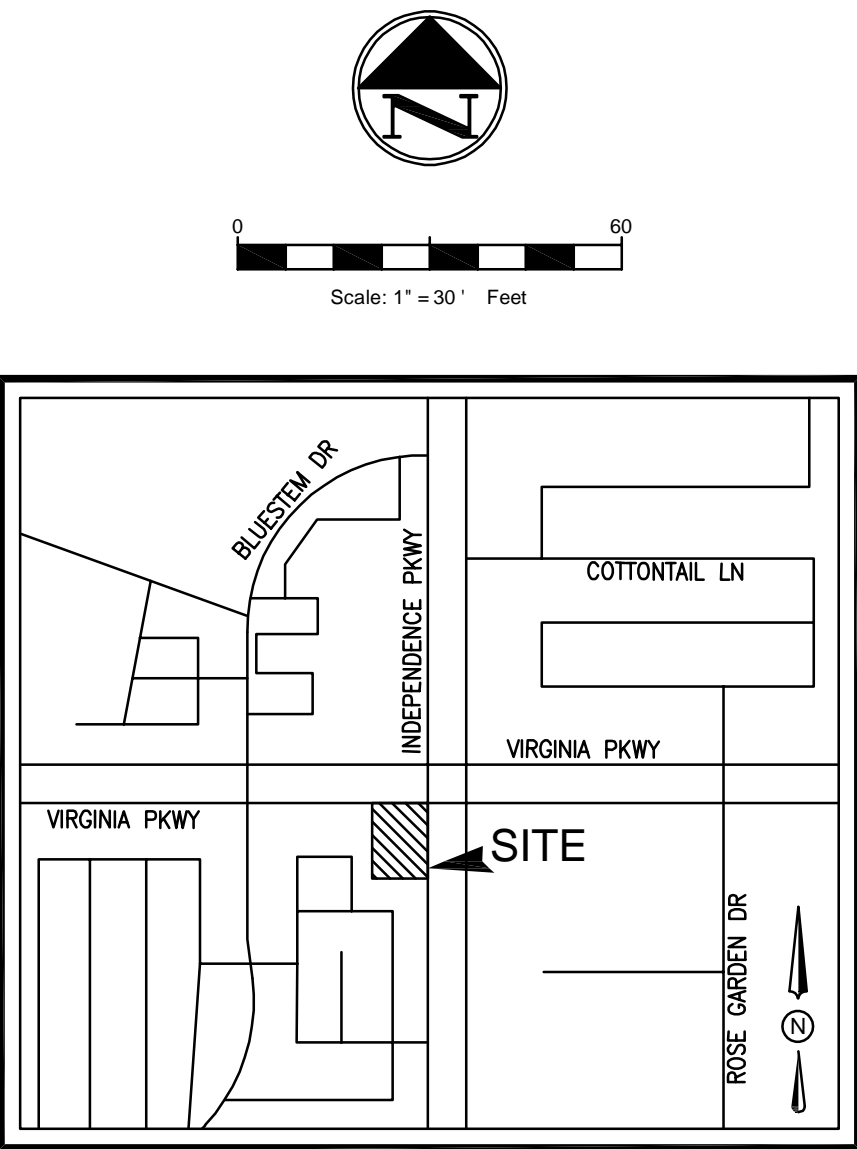 N
0 60
Scale: 1" = 30 ' Feet
BLUESTEM DR
INDEPENDENCE PKWY
COTTONTAIL LN
VIRGINIA PKWY
VIRGINIA PKWY
SITE
ROSE GARDEN DR
N